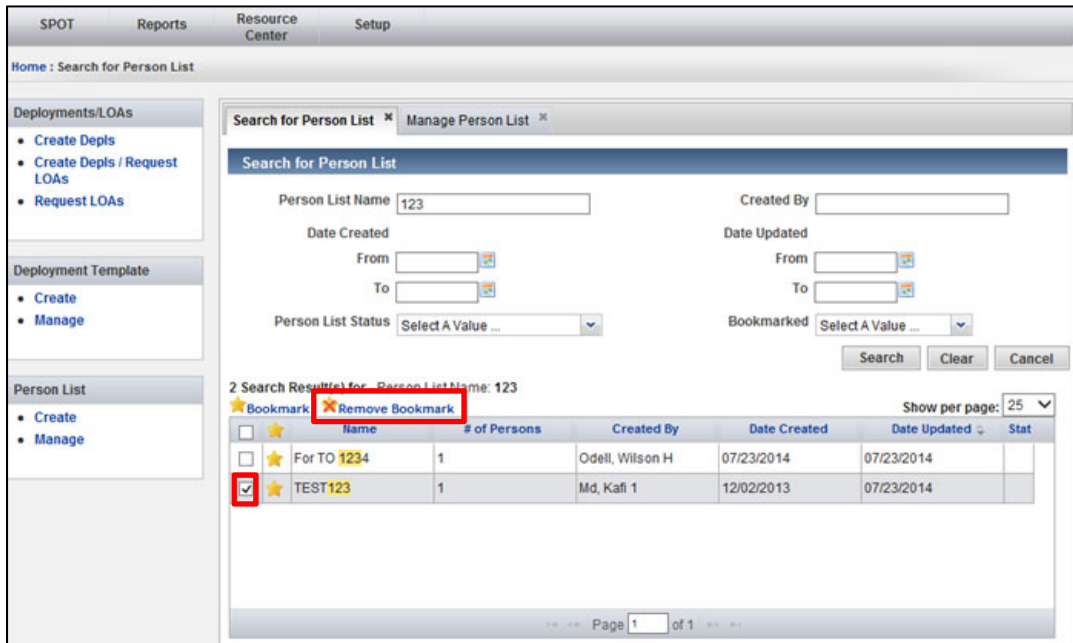 SPOT Reports Resource Center Setup
Home : Search for Person List
Deployments/LOAs
• Create Depls
• Create Depls / Request
LOAs
• Request LOAs
Deployment Template
• Create
• Manage
Person List
• Create
• Manage
Search for Person List Manage Person List
Search for Person List
Person List Name 123 Created By
Date Created Date Updated
From From
To To
Person List Status Select A Value ... Bookmarked Select A Value ...
Search Clear Cancel
2 Search Result(s) for Person List Name: 123
Bookmark Remove Bookmark Show per page: 25
Name # of Persons Created By Date Created Date Updated Stat
For TO 1234 1 Odell, Wilson H 07/23/2014 07/23/2014
TEST123 1 Md, Kafi 1 12/02/2013 07/23/2014
Page 1 of 1